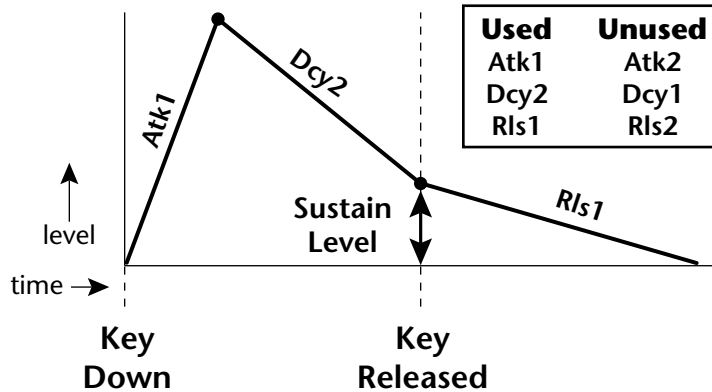 Used Unused
Atk1 Atk2
Dcy2 Dcy1
Rls1 Rls2
Atk1
Dcy2
Rls1
Sustain
Level
level
time
Key
Down
Key
Released